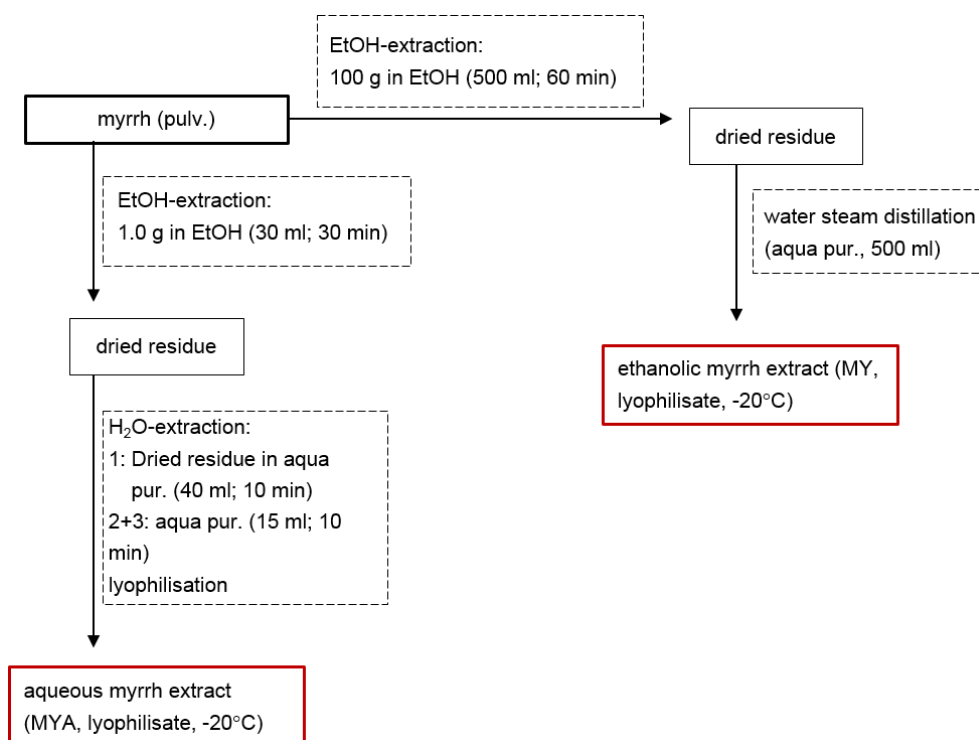 EtOH-extraction:
100 g in EtOH (500 ml; 60 min)
myrrh (pulv.)
dried residue
EtOH-extraction:
1.0 g in EtOH (30 ml; 30 min)
water steam distillation
(aqua pur., 500 ml)
dried residue
ethanolic myrrh extract (MY,
lyophilisate, -20°C)
H₂O-extraction:
1: Dried residue in aqua
pur. (40 ml; 10 min)
2+3: aqua pur. (15 ml; 10
min)
lyophilisation
aqueous myrrh extract
(MYA, lyophilisate, -20°C)